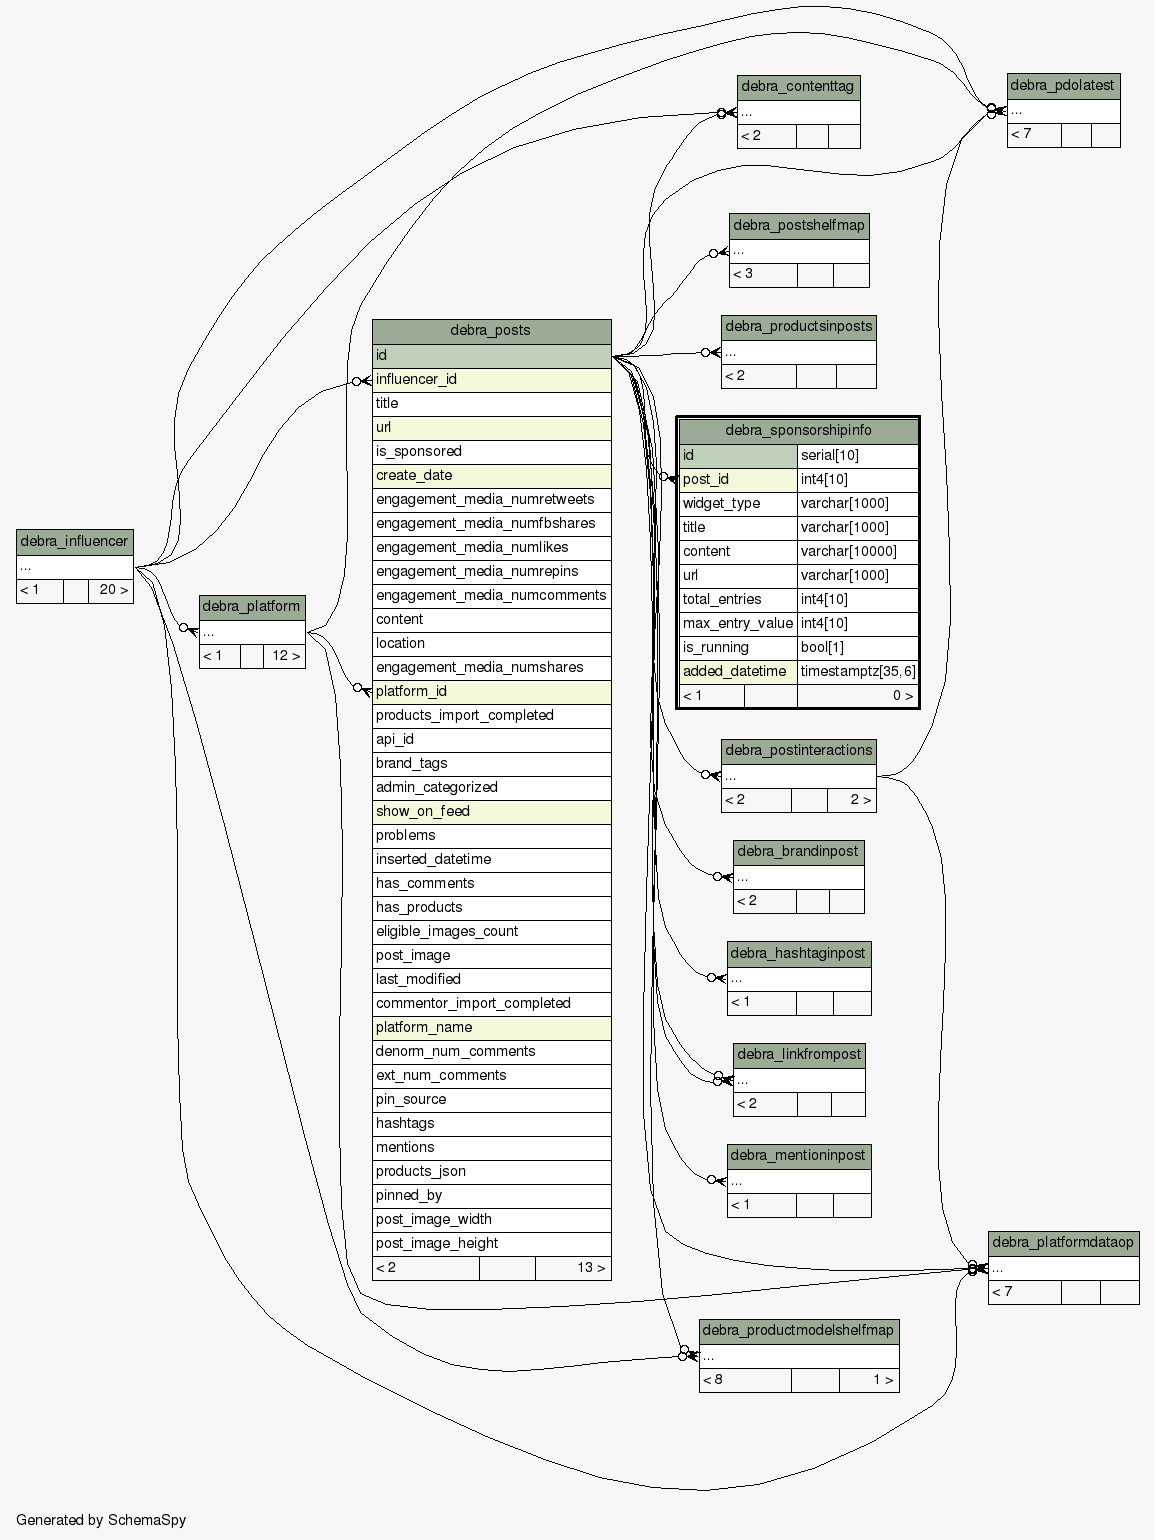 debra_contenttag
...
< 2
debra_pdolatest
...
< 7
debra_postshelfmap
...
< 3
debra_productsinposts
...
< 2
debra_posts
id
influencer_id
title
url
is_sponsored
create_date
engagement_media_numretweets
engagement_media_numfbshares
engagement_media_numlikes
engagement_media_numrepins
engagement_media_numcomments
content
location
engagement_media_numshares
platform_id
products_import_completed
api_id
brand_tags
admin_categorized
show_on_feed
problems
inserted_datetime
has_comments
has_products
eligible_images_count
post_image
last_modified
commentor_import_completed
platform_name
denorm_num_comments
ext_num_comments
pin_source
hashtags
mentions
products_json
pinned_by
post_image_width
post_image_height
< 2 13 >
debra_sponsorshipinfo
id serial[10]
post_id int4[10]
widget_type varchar[1000]
title varchar[1000]
content varchar[10000]
url varchar[1000]
total_entries int4[10]
max_entry_value int4[10]
is_running bool[1]
added_datetime timestamptz[35,6]
< 1 0 >
debra_influencer
...
< 1 20 >
debra_platform
...
< 1 12 >
debra_postinteractions
...
< 2 2 >
debra_brandinpost
...
< 2
debra_hashtaginpost
...
< 1
debra_linkfrompost
...
< 2
debra_mentioninpost
...
< 1
debra_platformdataop
...
< 7
debra_productmodelshelfmap
...
< 8 1 >
Generated by SchemaSpy